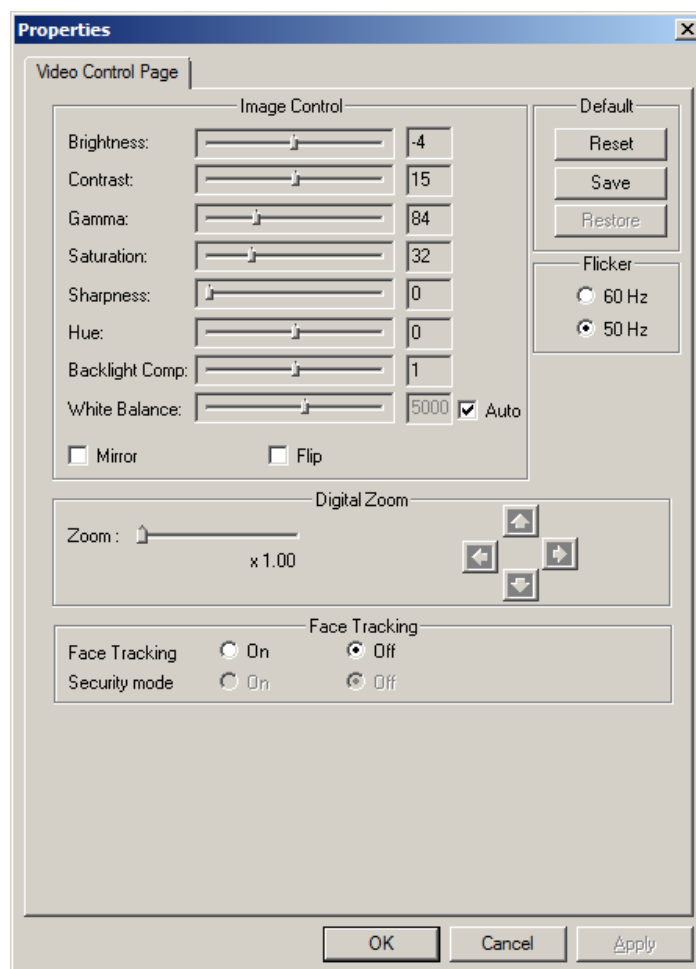 Properties
Video Control Page
Image Control
Brightness: -4
Contrast: 15
Gamma: 84
Saturation: 32
Sharpness: 0
Hue: 0
Backlight Comp: 1
White Balance: 5000 Auto
Mirror Flip
Default
Reset
Save
Restore
Flicker
60 Hz
50 Hz
Digital Zoom
Zoom :
x 1.00
Face Tracking
Face Tracking On Off
Security mode On Off
OK Cancel Apply